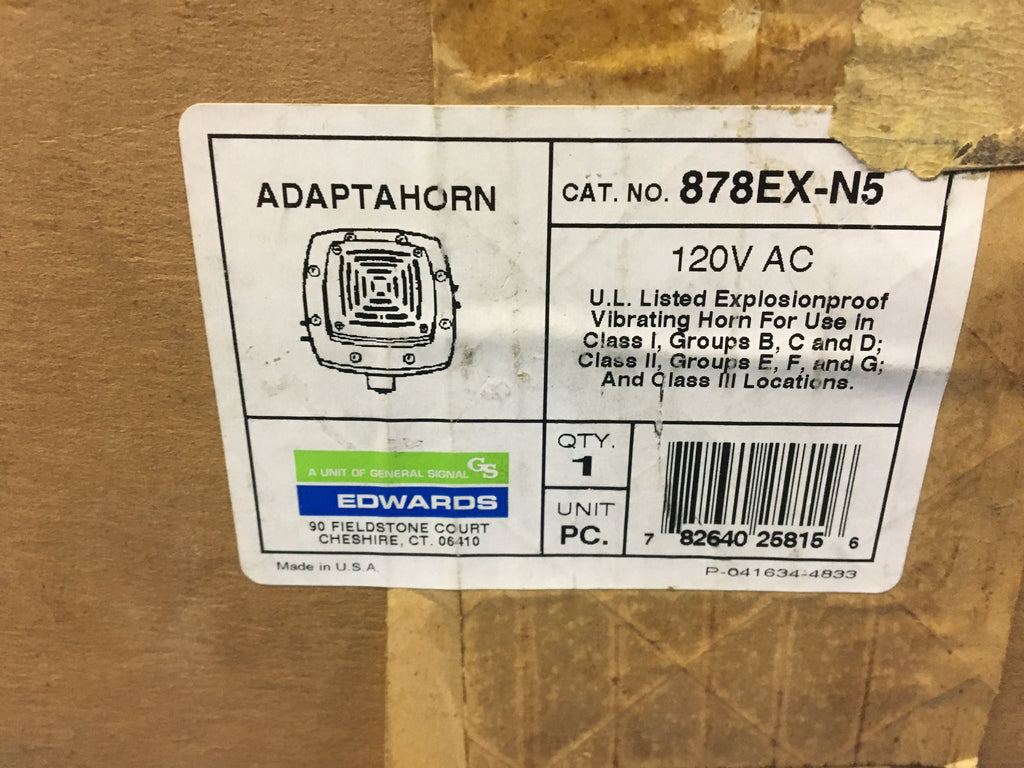 ADAPTAHORN
CAT. NO. 878EX-N5
120V AC
U.L. Listed Explosionproof
Vibrating Horn For Use in
Class I, Groups B, C and D;
Class II, Groups E, F, and G;
And Class III Locations.
A UNIT OF GENERAL SIGNAL GS
EDWARDS
90 FIELDSTONE COURT
CHESHIRE, CT. 06410
QTY.
1
UNIT
PC.
7 82640 25815 6
Made in U.S.A.
P-041634-4833